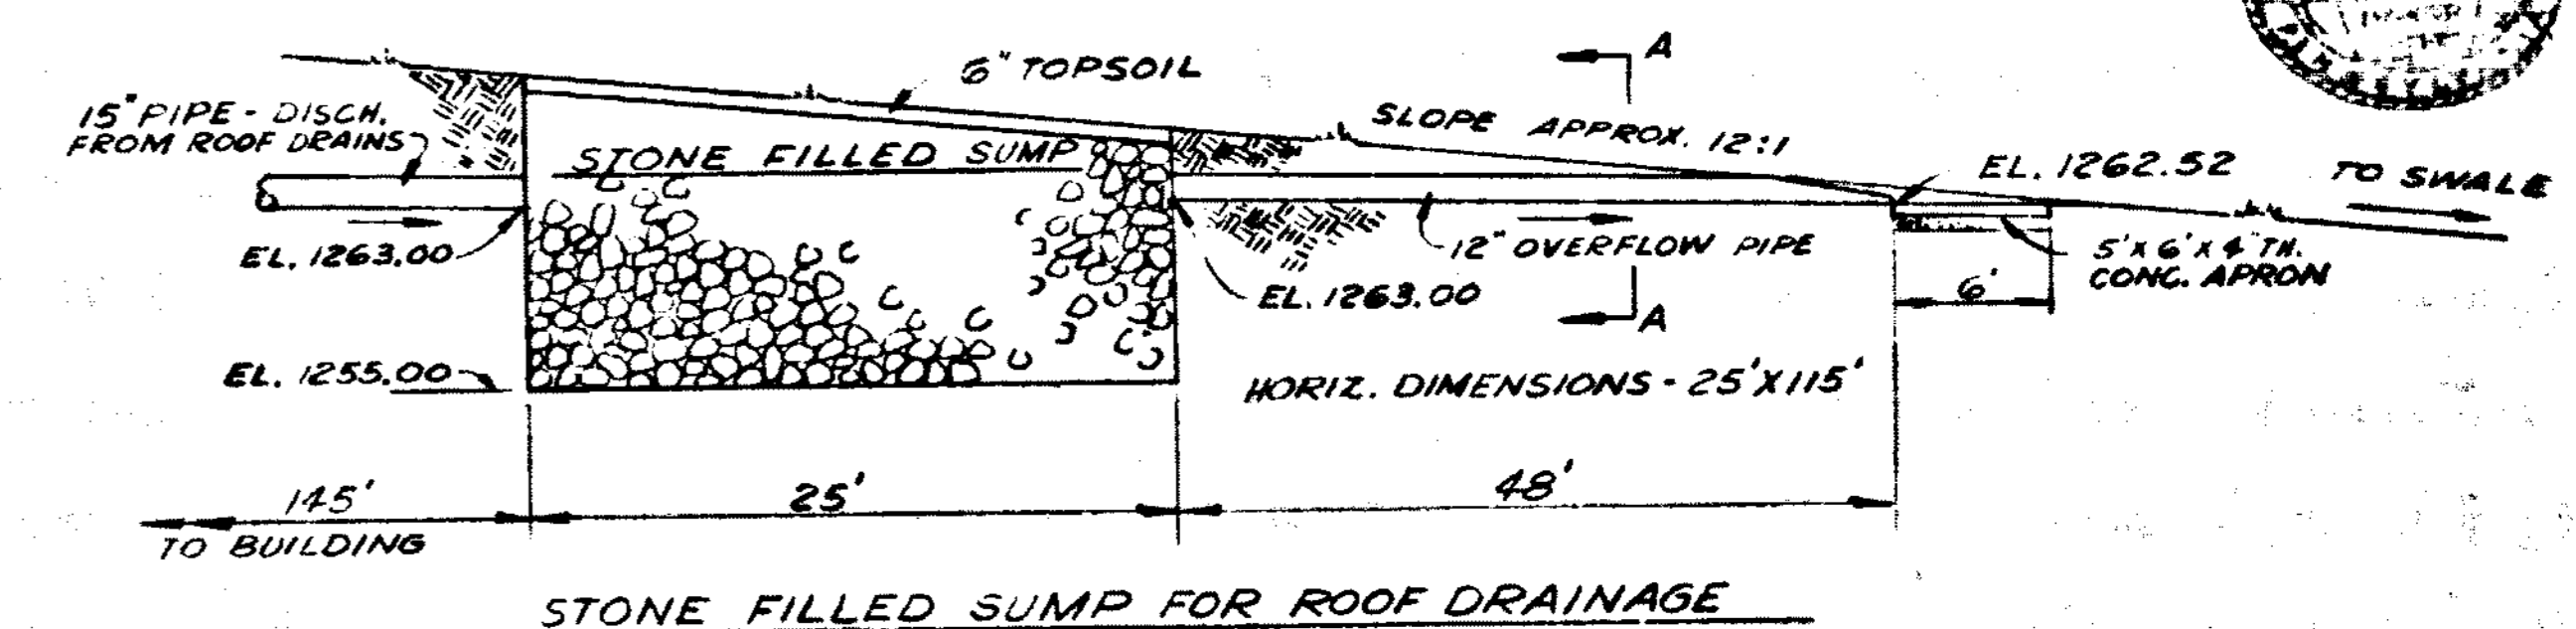 A
6" TOPSOIL
15" PIPE - DISCH.
FROM ROOF DRAINS
SLOPE APPROX. 12:1
STONE FILLED SUMP
EL. 1262.52
TO SWALE
EL. 1263.00
12" OVERFLOW PIPE
5' X 6' X 4" TH.
CONC. APRON
6'
EL. 1263.00
A
EL. 1255.00
HORIZ. DIMENSIONS - 25' X 115'
145'
25'
48'
TO BUILDING
STONE FILLED SUMP FOR ROOF DRAINAGE